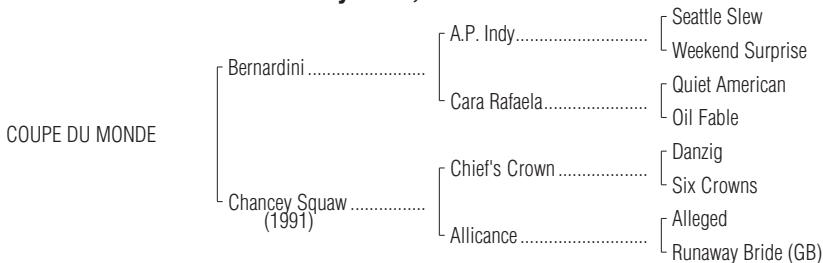 Seattle Slew
A.P. Indy
Weekend Surprise
Bernardini
Quiet American
Cara Rafaela
Oil Fable
COUPE DU MONDE
Danzig
Chief's Crown
Six Crowns
Chancey Squaw
(1991)
Alleged
Allicance
Runaway Bride (GB)